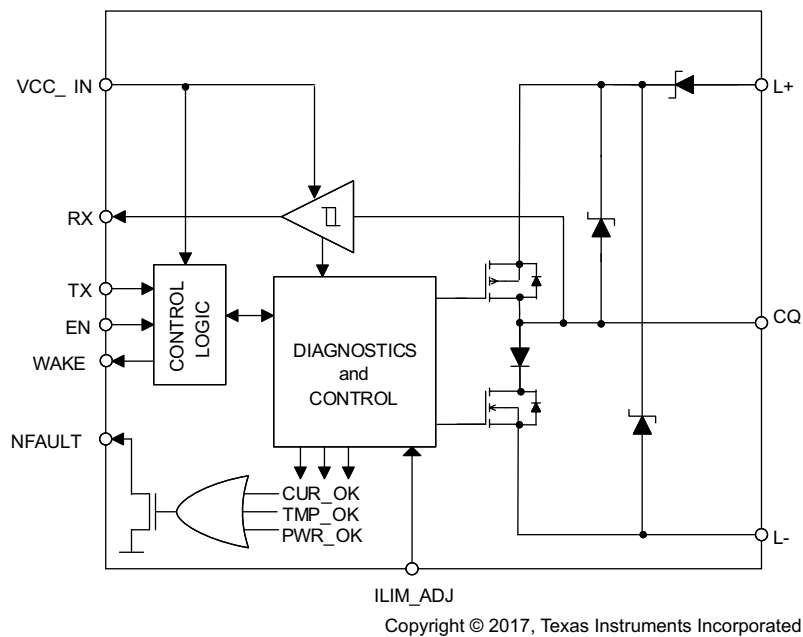 VCC_ IN
L+
RX
TX
EN
WAKE
CONTROL
LOGIC
DIAGNOSTICS
and
CONTROL
CQ
NFAULT
CUR_OK
TMP_OK
PWR_OK
L-
ILIM_ADJ
Copyright © 2017, Texas Instruments Incorporated